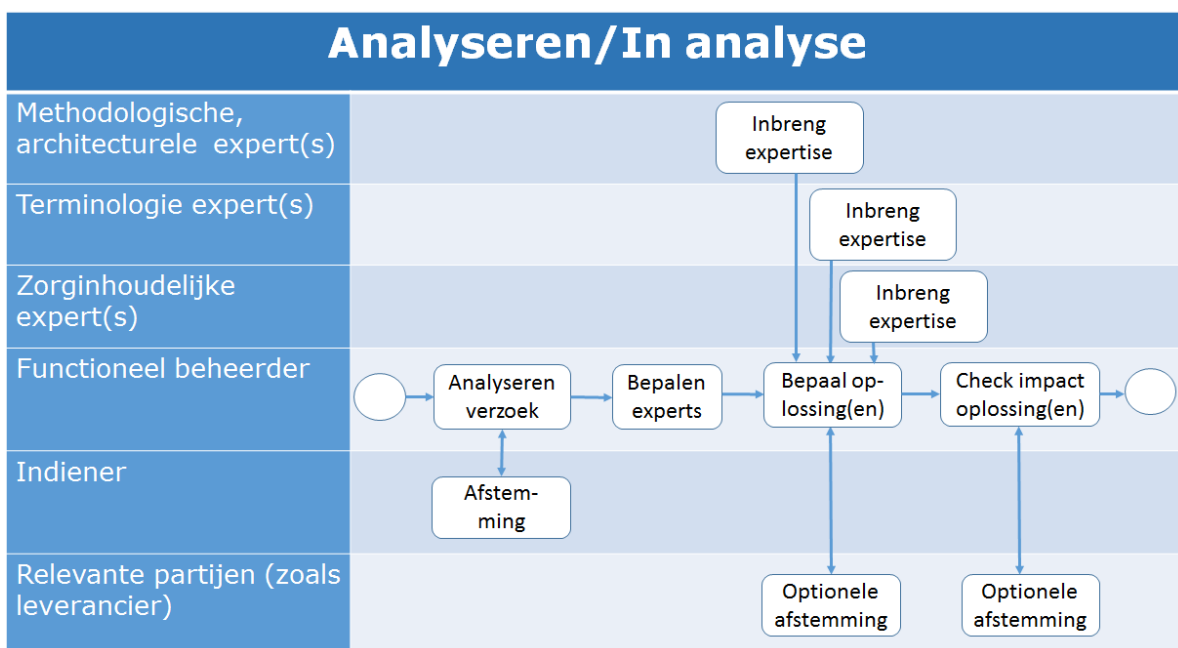 Analyseren/In analyse
Methodologische,
architecturele expert(s)
Inbreng
expertise
Terminologie expert(s)
Inbreng
expertise
Zorginhoudelijke
expert(s)
Inbreng
expertise
Functioneel beheerder
Analyseren
verzoek
Bepalen
experts
Bepaal op-
lossing(en)
Check impact
oplossing(en)
Indiener
Afstem-
ming
Relevante partijen (zoals
leverancier)
Optionele
afstemming
Optionele
afstemming